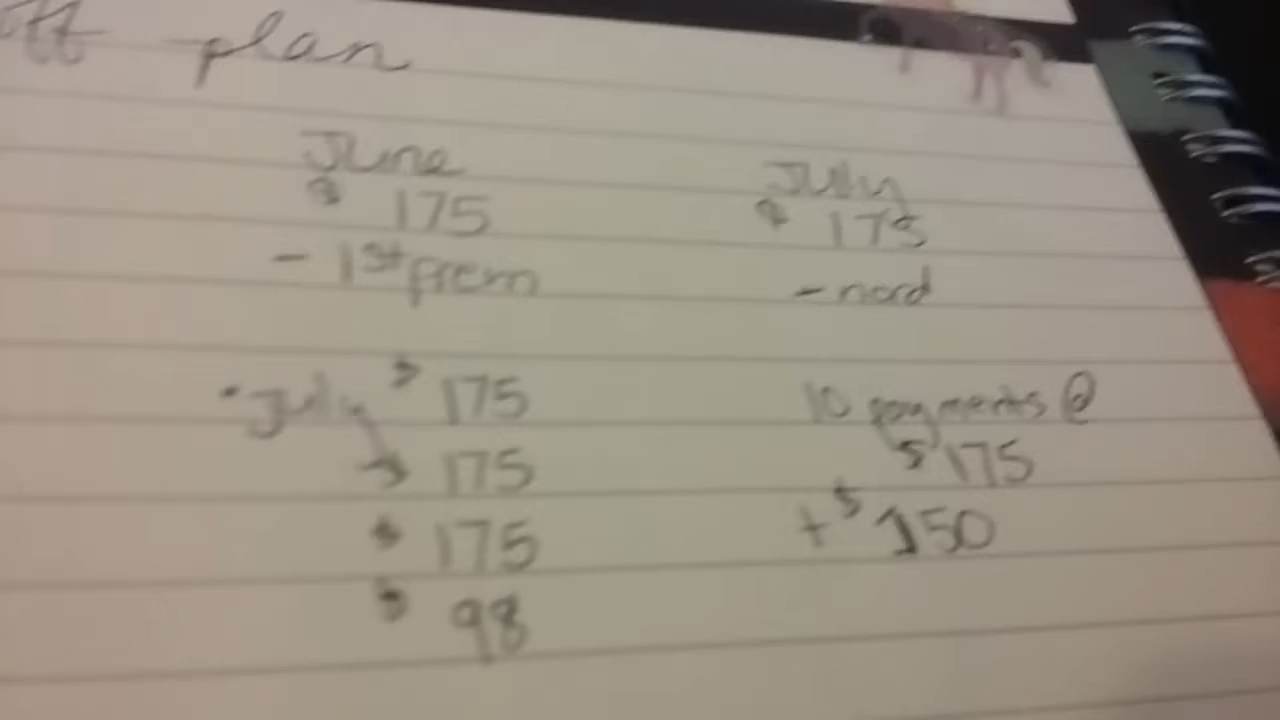 plan
June
$ 175
- 1st prem
July
$ 175
- nord
• July $ 175
$ 175
$ 175
$ 98
10 payments @
$ 175
+ $ 150